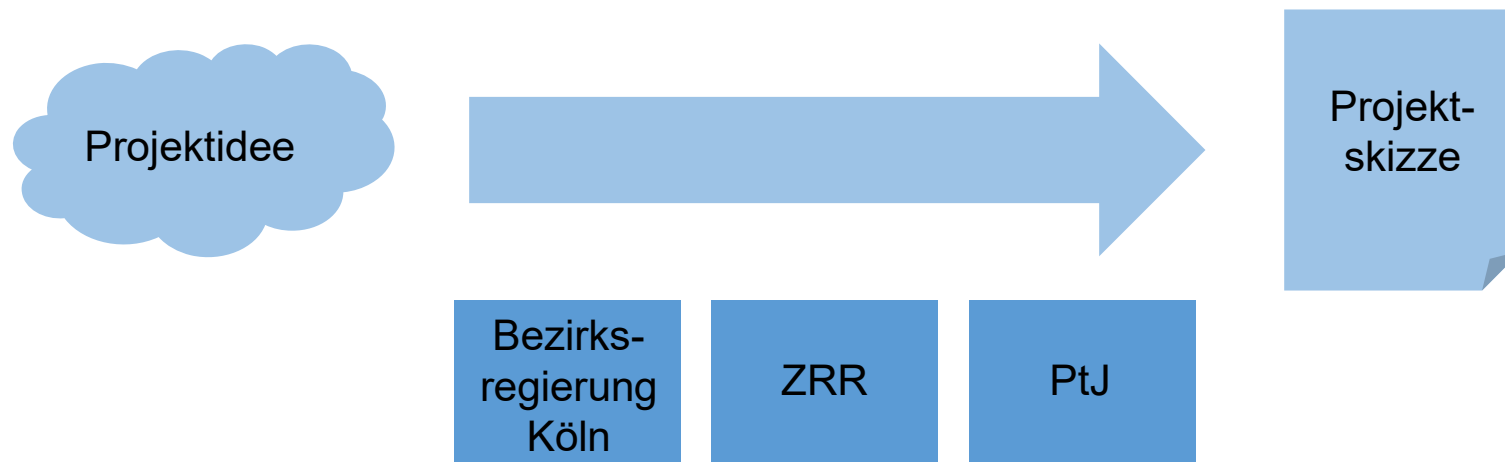 Projektidee
Projekt-
skizze
Bezirks-
regierung
Köln
ZRR
PtJ